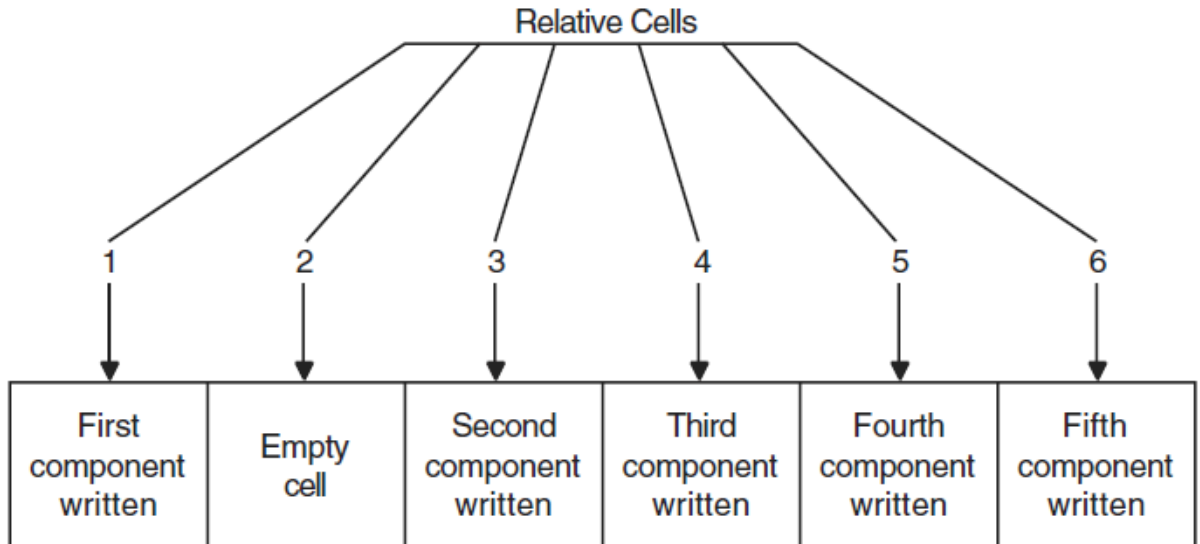 Relative Cells
1 2 3 4 5 6
First component written
Empty cell
Second component written
Third component written
Fourth component written
Fifth component written